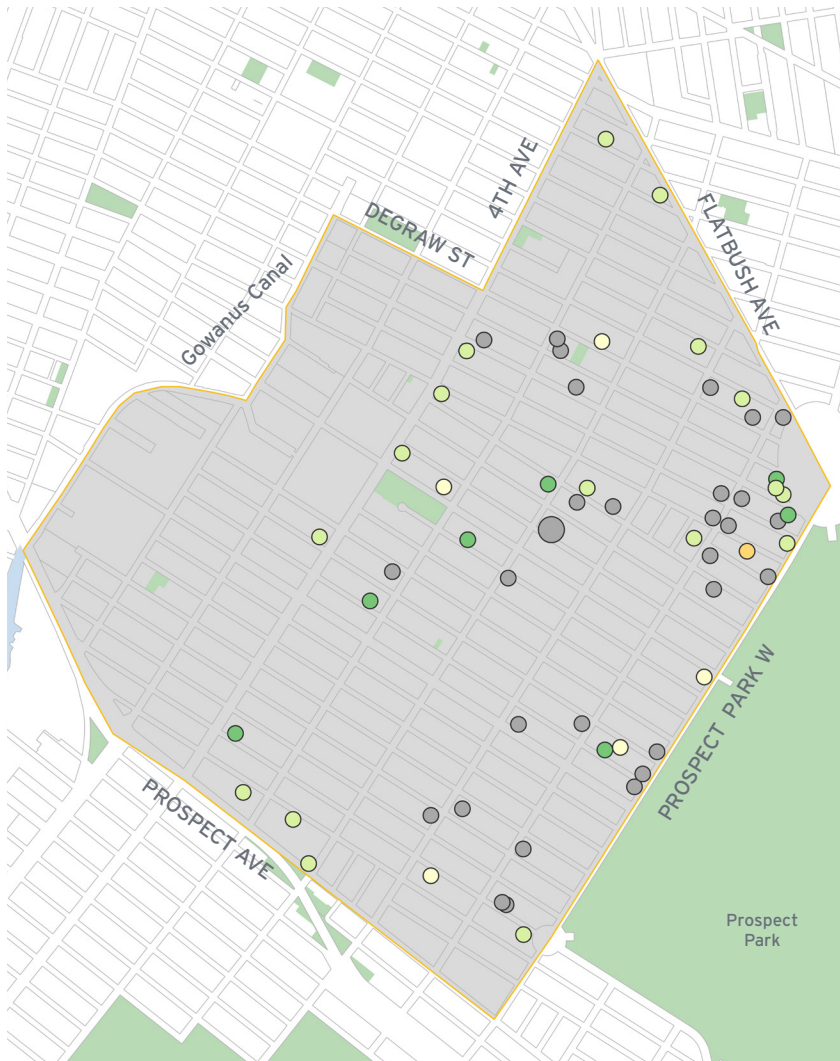 4TH AVE
DEGRAW ST
FLATBUSH AVE
Gowanus Canal
PROSPECT PARK W
PROSPECT AVE
Prospect
Park